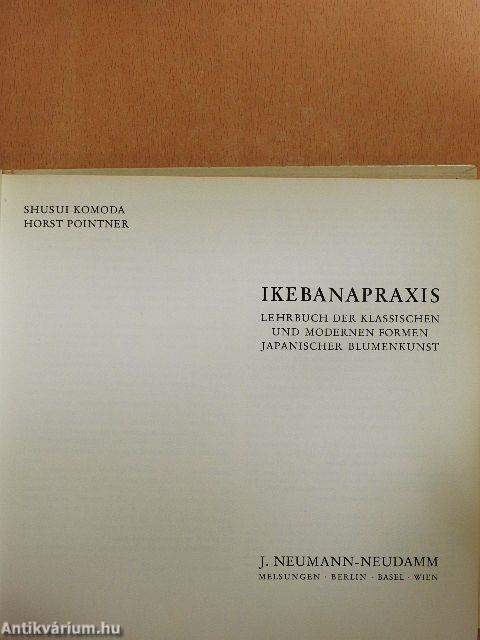 SHUSUI KOMODA
HORST POINTNER
IKEBANAPRAXIS
LEHRBUCH DER KLASSISCHEN
UND MODERNEN FORMEN
JAPANISCHER BLUMENKUNST
J. NEUMANN-NEUDAMM
MELSUNGEN · BERLIN · BASEL · WIEN
Antikvárium.hu